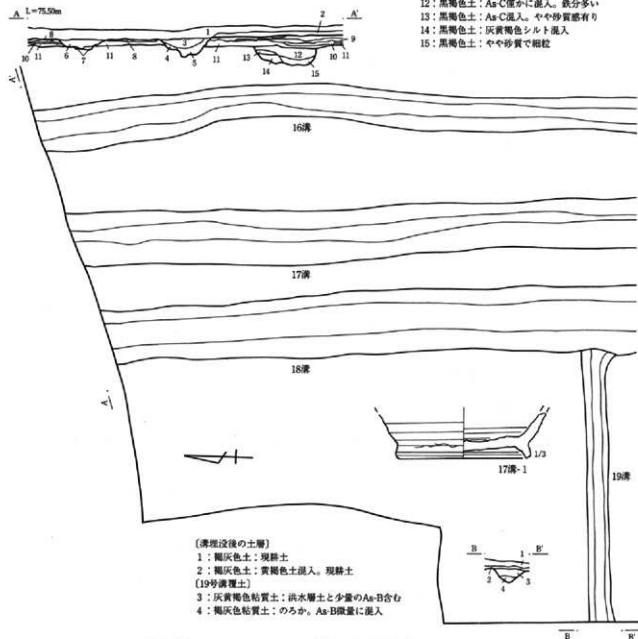 12：黒褐色土：As-C僅かに混入。鉄分多い
13：黒褐色土：As-C混入。やや砂質感有り
14：黒褐色土：灰黄褐色シルト混入
15：黒褐色土：やや砂質で細粒
A L=75.50m
2 A'
8 1 9
3 12
10 11 6 7 11 8 4 5 11 13 10 11
14 15
A'
16溝
17溝
18溝
A
1/3
17溝-1
19溝
〔溝埋没後の土層〕
1：褐灰色土：現耕土
2：褐灰色土：黄褐色土混入。現耕土
〔19号溝覆土〕
3：灰黄褐色粘質土：洪水層土と少量のAs-B含む
4：褐灰色粘質土：のろか。As-B微量に混入
B 1 B'
2 3
4
B B'